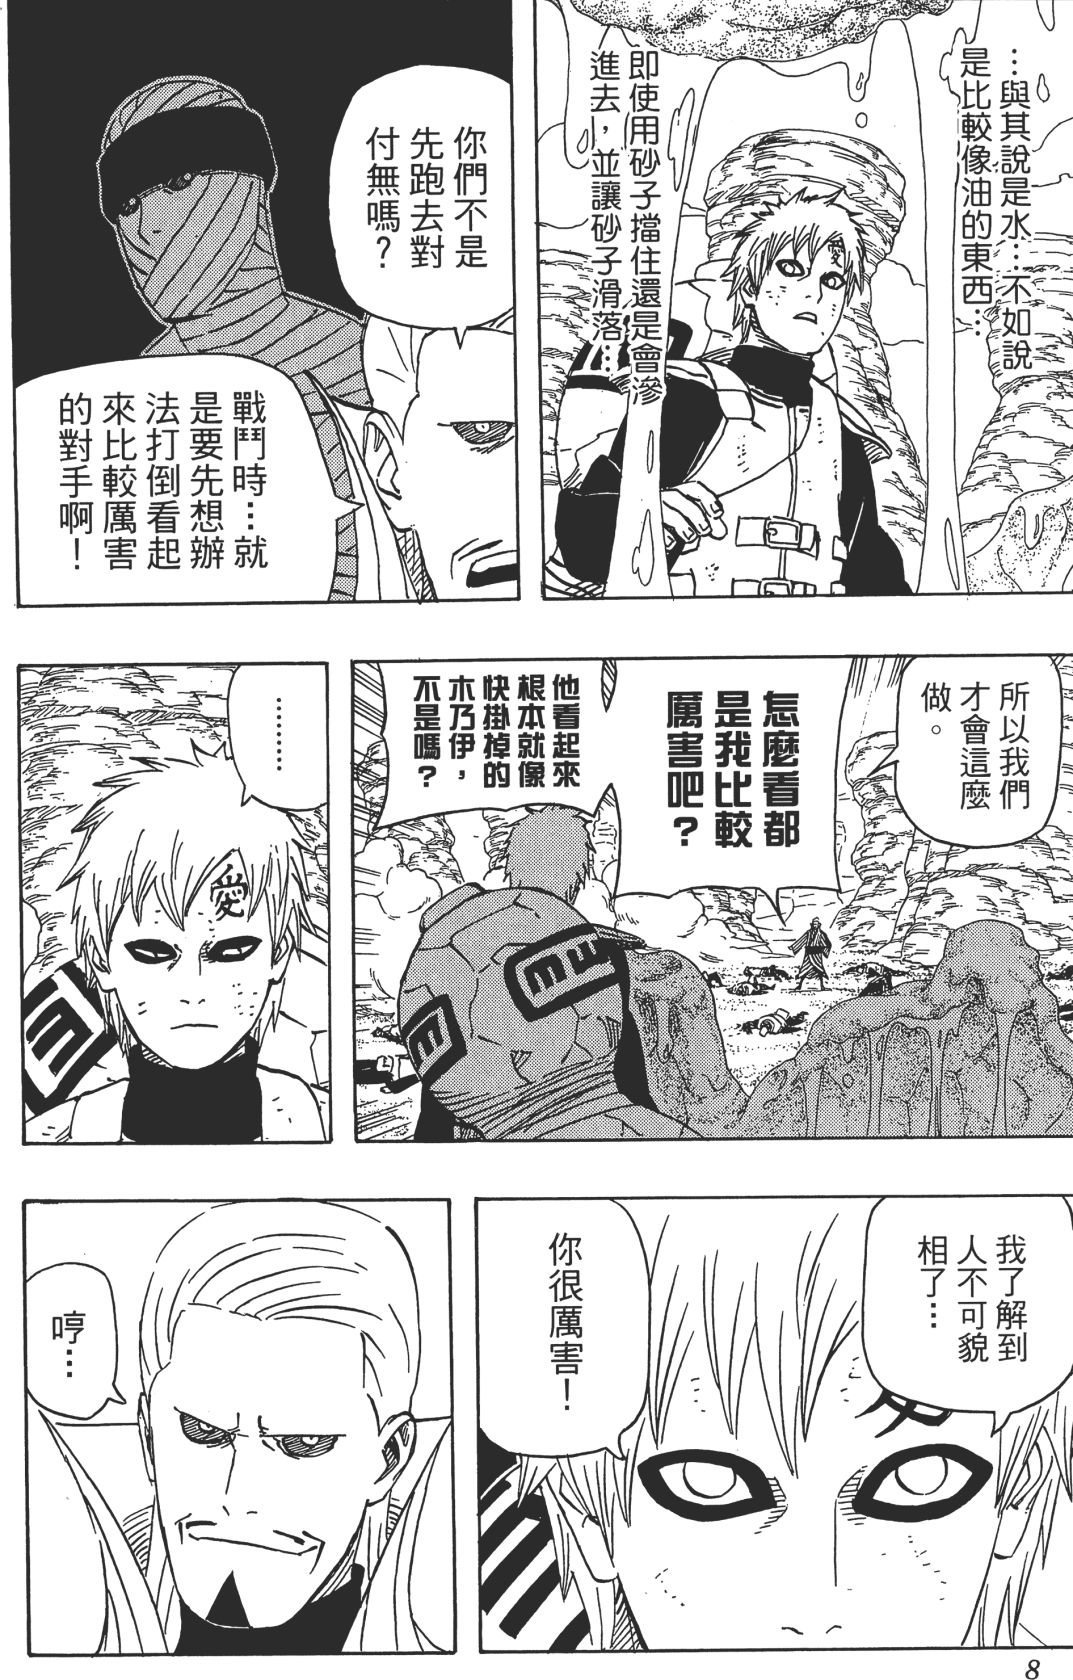 …與其說是水…不如說
是比較像油的東西…
即使用砂子擋住還是會滲
進去，並讓砂子滑落…
你們不是
先跑去對
付無嗎？
戰鬥時…就
是要先想辦
法打倒看起
來比較厲害
的對手啊！
所以我們
才會這麼
做。
怎麼看都
是我比較
厲害吧？
他看起來
根本就像
快掛掉的
木乃伊，
不是嗎？
………
愛
我了解到
人不可貌
相了…
你很厲害！
哼…
8